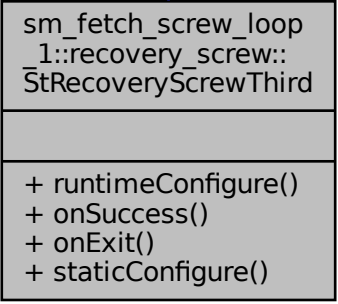 sm_fetch_screw_loop
_1::recovery_screw::
StRecoveryScrewThird
+ runtimeConfigure()
+ onSuccess()
+ onExit()
+ staticConfigure()